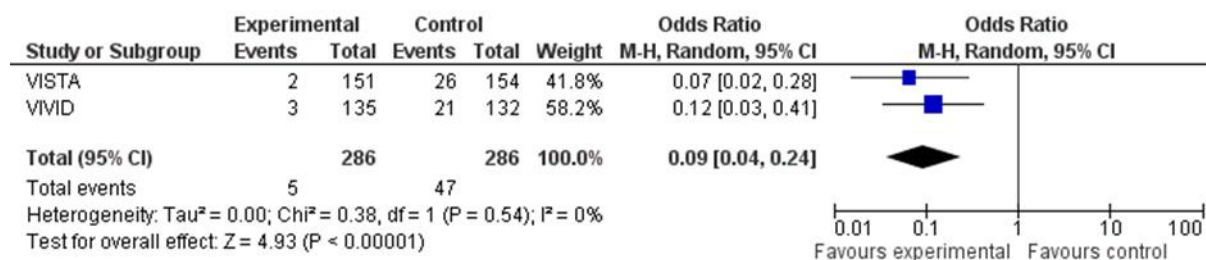 Experimental Control Odds Ratio Odds Ratio
Study or Subgroup Events Total Events Total Weight M-H, Random, 95% CI M-H, Random, 95% CI
VISTA 2 151 26 154 41.8% 0.07 [0.02, 0.28]
VIVID 3 135 21 132 58.2% 0.12 [0.03, 0.41]
Total (95% CI) 286 286 100.0% 0.09 [0.04, 0.24]
Total events 5 47
Heterogeneity: Tau² = 0.00; Chi² = 0.38, df = 1 (P = 0.54); I² = 0%
Test for overall effect: Z = 4.93 (P < 0.00001)
0.01 0.1 1 10 100
Favours experimental Favours control